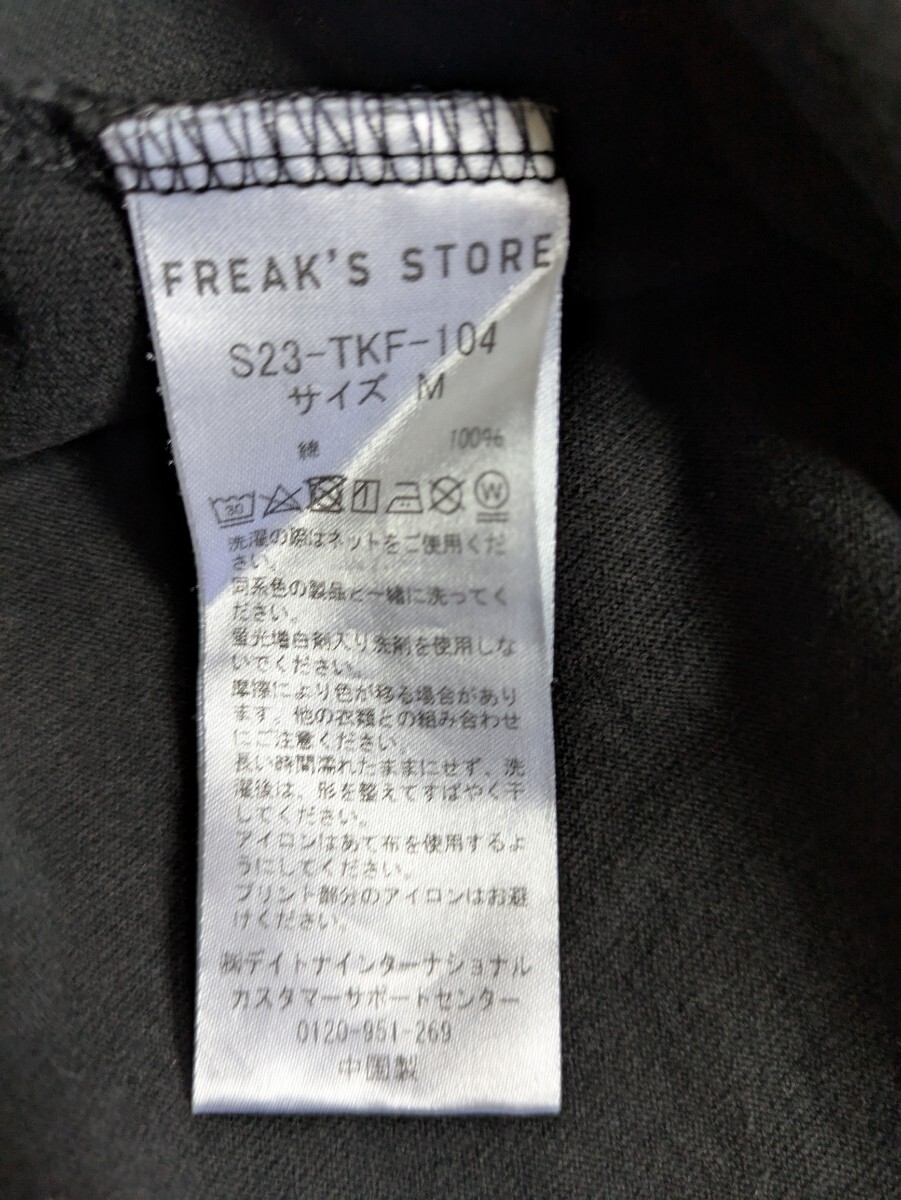 FREAK'S STORE
S23-TKF-104
サイズ M
綿 100%
30 W
洗濯の際はネットをご使用くだ
さい。
同系色の製品と一緒に洗ってく
ださい。
蛍光増白剤入り洗剤を使用しな
いでください。
摩擦により色が移る場合があり
ます。他の衣類との組み合わせ
にご注意ください。
長い時間濡れたままにせず、洗
濯後は、形を整えてすばやく干
してください。
アイロンはあて布を使用するよ
うにしてください。
プリント部分のアイロンはお避
けください。
㈱デイトナインターナショナル
カスタマーサポートセンター
0120-951-269
中国製